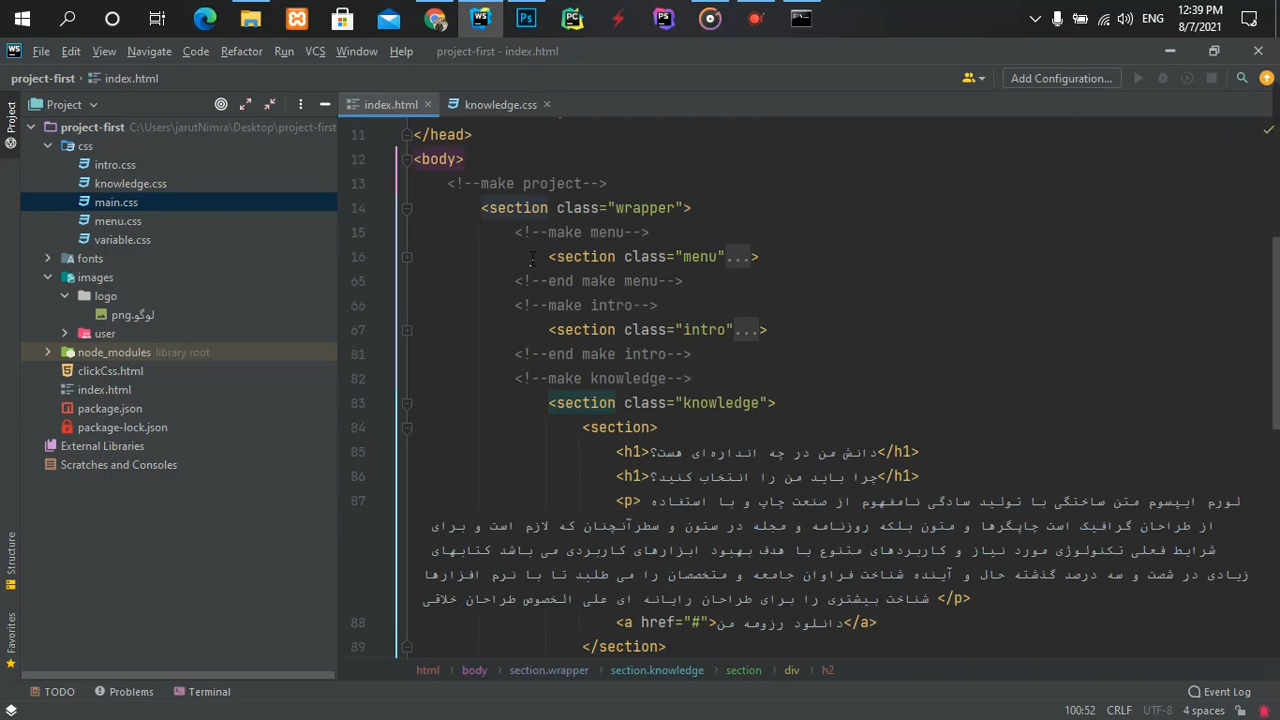 12:39 PM
ENG
8/7/2021
File Edit View Navigate Code Refactor Run VCS Window Help project-first - index.html
project-first index.html
Add Configuration...
Project
index.html
knowledge.css
project-first C:\Users\jarutNimra\Desktop\project-first
css
intro.css
knowledge.css
main.css
menu.css
variable.css
fonts
images
logo
لوگو.png
user
node_modules library root
clickCss.html
index.html
package.json
package-lock.json
External Libraries
Scratches and Consoles
Project
Structure
Favorites
11 </head>
12 <body>
13 <!--make project-->
14 <section class="wrapper">
15 <!--make menu-->
16 <section class="menu"...>
65 <!--end make menu-->
66 <!--make intro-->
67 <section class="intro"...>
81 <!--end make intro-->
82 <!--make knowledge-->
83 <section class="knowledge">
84 <section>
85 <h1>دانش من در چه اندازه‌ای هست؟</h1>
86 <h1>چرا باید من را انتخاب کنید؟</h1>
87 <p> لورم ایپسوم متن ساختگی با تولید سادگی نامفهوم از صنعت چاپ و با استفاده
از طراحان گرافیک است چاپگرها و متون بلکه روزنامه و مجله در ستون و سطرآنچنان که لازم است و برای
شرایط فعلی تکنولوژی مورد نیاز و کاربردهای متنوع با هدف بهبود ابزارهای کاربردی می باشد کتابهای
زیادی در شصت و سه درصد گذشته حال و آینده شناخت فراوان جامعه و متخصصان را می طلبد تا با نرم افزارها
شناخت بیشتری را برای طراحان رایانه ای علی الخصوص طراحان خلاقی </p>
88 <a href="#">دانلود رزومه من</a>
89 </section>
html body section.wrapper section.knowledge section div h2
TODO Problems Terminal
Event Log
100:52 CRLF UTF-8 4 spaces